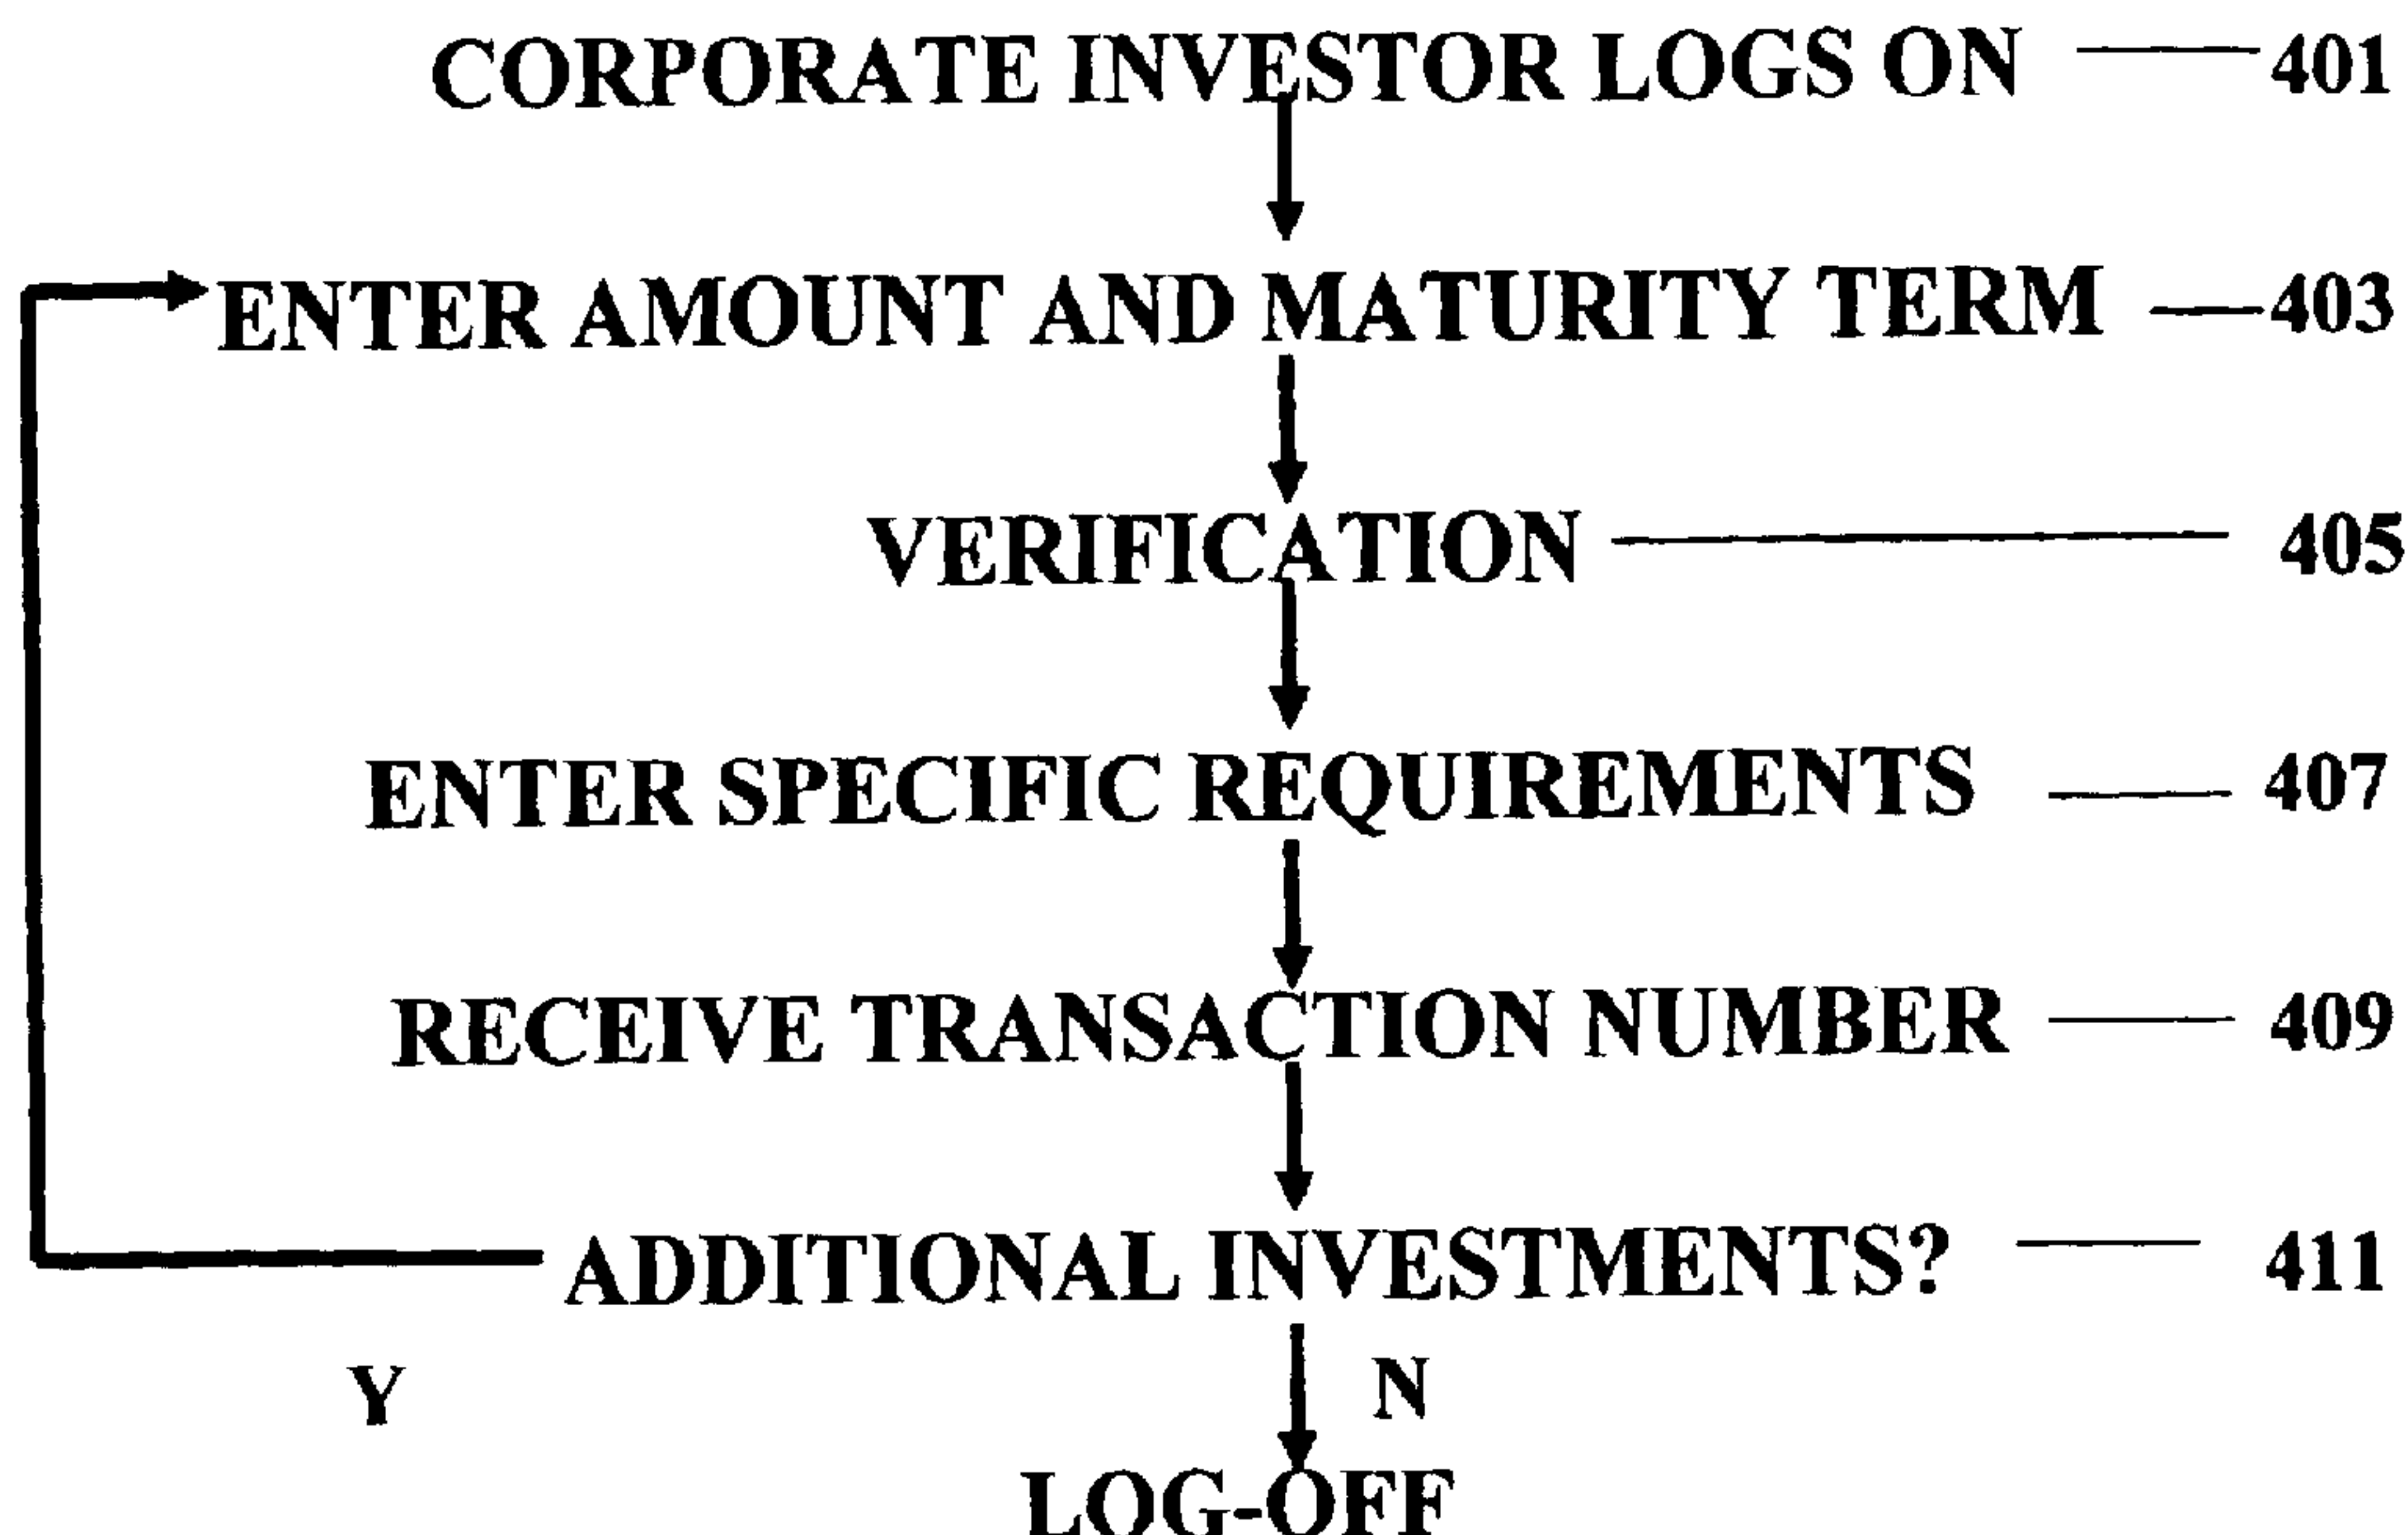 CORPORATE INVESTOR LOGS ON 401
ENTER AMOUNT AND MATURITY TERM 403
VERIFICATION 405
ENTER SPECIFIC REQUIREMENTS 407
RECEIVE TRANSACTION NUMBER 409
ADDITIONAL INVESTMENTS? 411
Y N
LOG-OFF